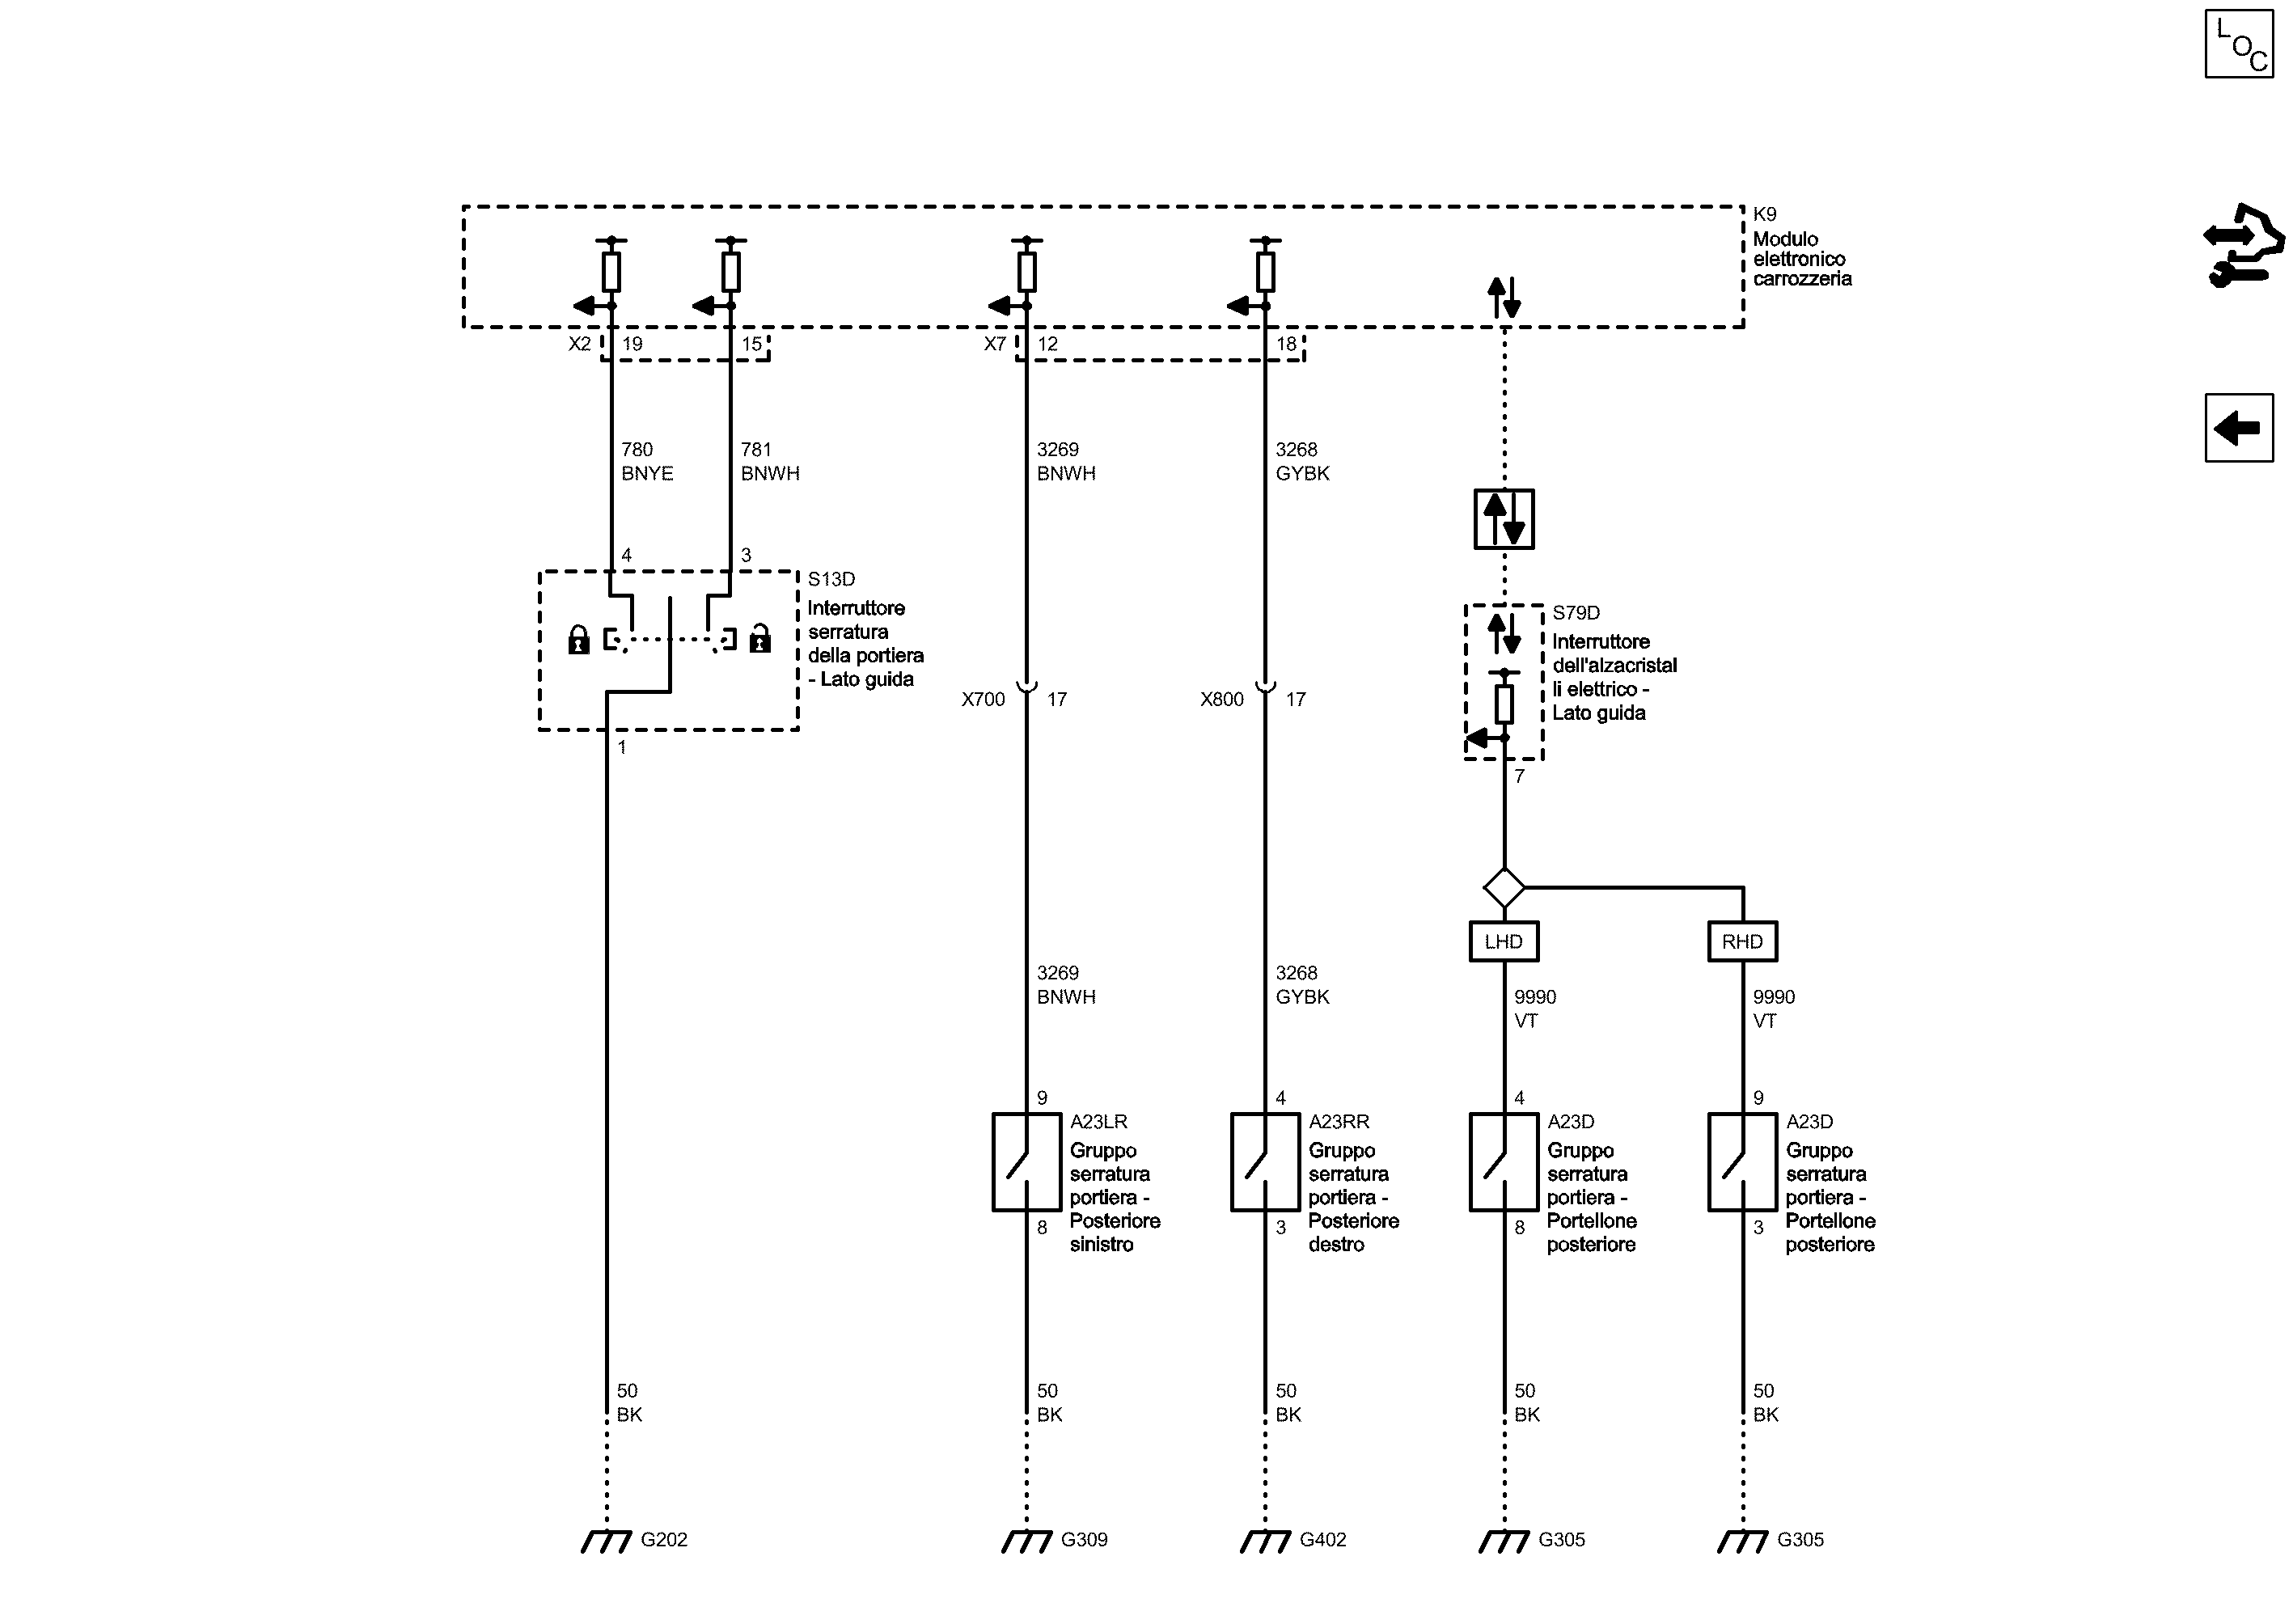 LOC
K9
Modulo
elettronico
carrozzeria
X2 19 15 X7 12 18
780 781 3269 3268
BNYE BNWH BNWH GYBK
4 3
S13D
Interruttore
serratura
della portiera
- Lato guida
1
S79D
Interruttore
dell'alzacristal
li elettrico -
Lato guida
7
X700 17 X800 17
LHD RHD
3269 3268 9990 9990
BNWH GYBK VT VT
9 4 4 9
A23LR
Gruppo
serratura
portiera -
Posteriore
sinistro
A23RR
Gruppo
serratura
portiera -
Posteriore
destro
A23D
Gruppo
serratura
portiera -
Portellone
posteriore
A23D
Gruppo
serratura
portiera -
Portellone
posteriore
8 3 8 3
50 50 50 50 50
BK BK BK BK BK
G202 G309 G402 G305 G305